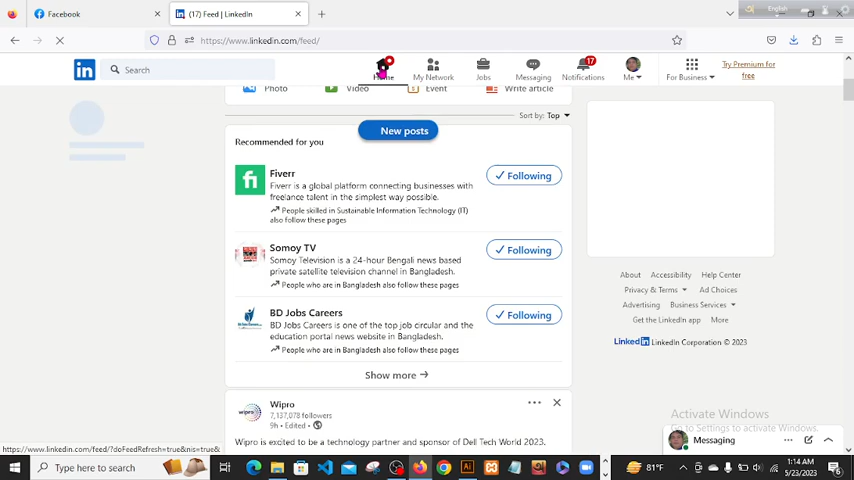 Facebook
(17) Feed | LinkedIn
English
https://www.linkedin.com/feed/
in
Search
Home
My Network
Jobs
Messaging
17
Notifications
Me
For Business
Try Premium for
free
Photo
Video
Event
Write article
Sort by: Top
New posts
Recommended for you
fi
Fiverr
Fiverr is a global platform connecting businesses with
freelance talent in the simplest way possible.
People skilled in Sustainable Information Technology (IT)
also follow these pages
Following
Somoy TV
Somoy Television is a 24-hour Bengali news based
private satellite television channel in Bangladesh.
People who are in Bangladesh also follow these pages
Following
BD Jobs Careers
BD Jobs Careers is one of the top job circular and the
education portal news website in Bangladesh.
People who are in Bangladesh also follow these pages
Following
Show more
wipro
Wipro
7,137,078 followers
9h • Edited •
Wipro is excited to be a technology partner and sponsor of Dell Tech World 2023.
About Accessibility Help Center
Privacy & Terms Ad Choices
Advertising Business Services
Get the LinkedIn app More
LinkedIn LinkedIn Corporation © 2023
Activate Windows
Go to Settings to activate Windows.
Messaging
https://www.linkedin.com/feed/?doFeedRefresh=true&nis=true&
Type here to search
81°F
1:14 AM
5/23/2023
6